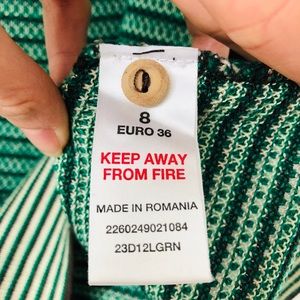 8
EURO 36
KEEP AWAY
FROM FIRE
MADE IN ROMANIA
2260249021084
23D12LGRN